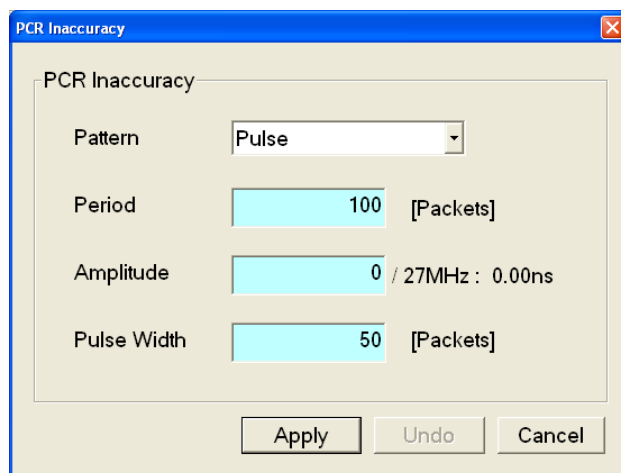 PCR Inaccuracy
PCR Inaccuracy
Pattern Pulse
Period 100 [Packets]
Amplitude 0 / 27MHz : 0.00ns
Pulse Width 50 [Packets]
Apply Undo Cancel